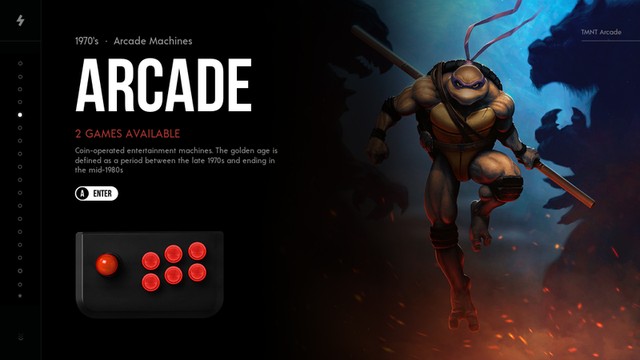 1970's · Arcade Machines
TMNT Arcade
ARCADE
2 GAMES AVAILABLE
Coin-operated entertainment machines. The golden age is
defined as a period between the late 1970s and ending in
the mid-1980s
A ENTER